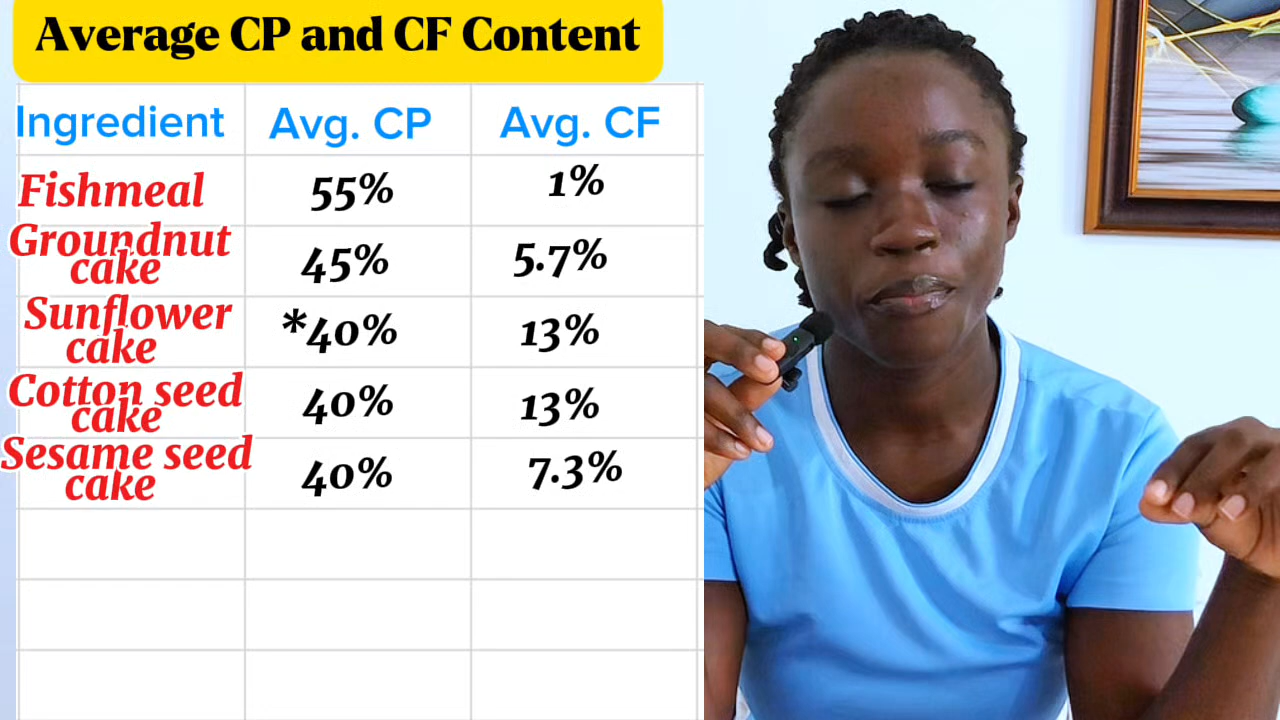 Average CP and CF Content
Ingredient Avg. CP Avg. CF
Fishmeal 55% 1%
Groundnut
cake 45% 5.7%
Sunflower
cake *40% 13%
Cotton seed
cake 40% 13%
Sesame seed
cake 40% 7.3%